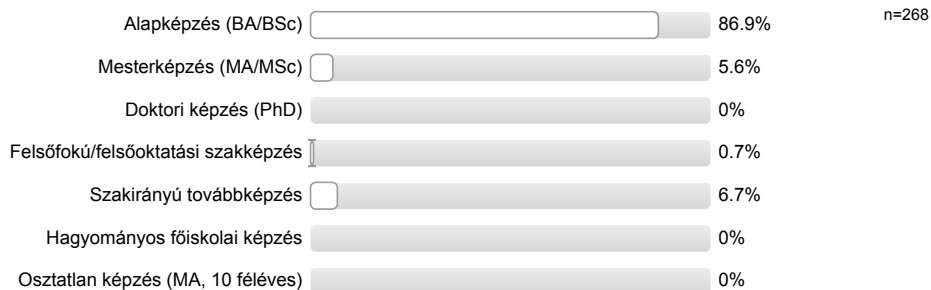 n=268
Alapképzés (BA/BSc) 86.9%
Mesterképzés (MA/MSc) 5.6%
Doktori képzés (PhD) 0%
Felsőfokú/felsőoktatási szakképzés 0.7%
Szakirányú továbbképzés 6.7%
Hagyományos főiskolai képzés 0%
Osztatlan képzés (MA, 10 féléves) 0%